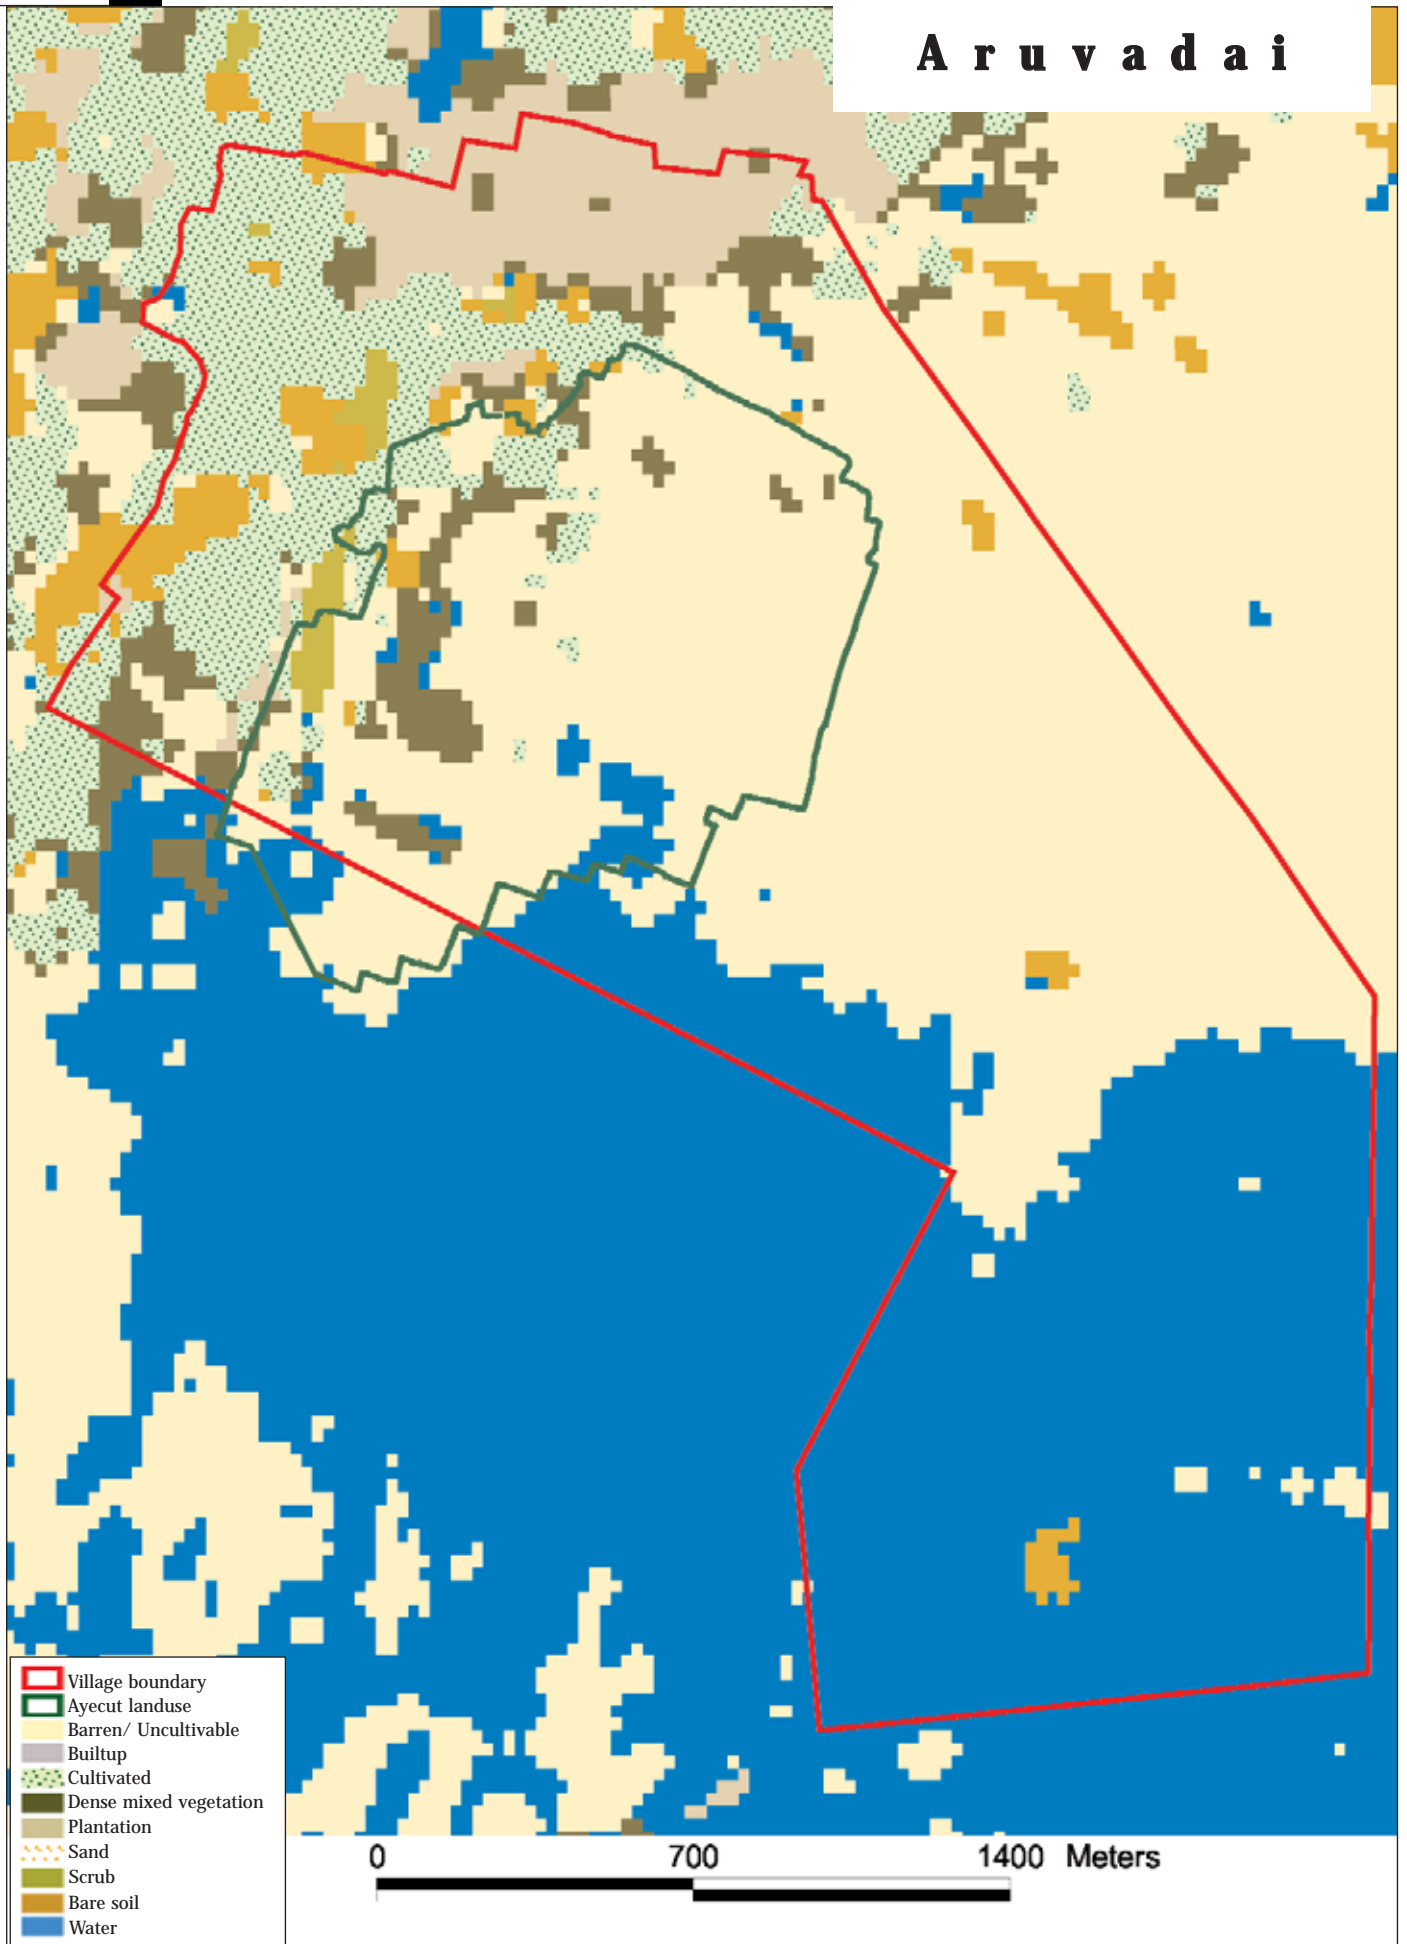 Aruvadai
Village boundary
Ayecut landuse
Barren/ Uncultivable
Builtup
Cultivated
Dense mixed vegetation
Plantation
Sand
Scrub
Bare soil
Water
0 700 1400 Meters